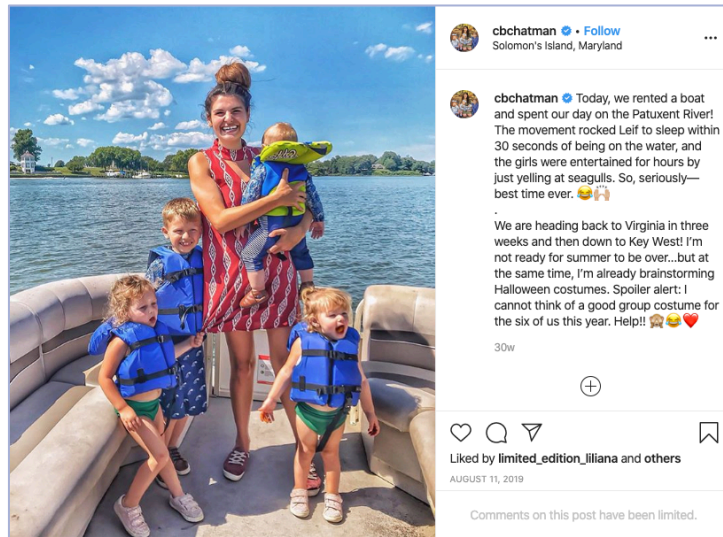 cbchatman • Follow
Solomon's Island, Maryland
cbchatman Today, we rented a boat
and spent our day on the Patuxent River!
The movement rocked Leif to sleep within
30 seconds of being on the water, and
the girls were entertained for hours by
just yelling at seagulls. So, seriously—
best time ever. 😂🙌🏼
.
We are heading back to Virginia in three
weeks and then down to Key West! I'm
not ready for summer to be over...but at
the same time, I'm already brainstorming
Halloween costumes. Spoiler alert: I
cannot think of a good group costume for
the six of us this year. Help!! 🙈😂❤️
30w
Liked by limited_edition_liliana and others
AUGUST 11, 2019
Comments on this post have been limited.